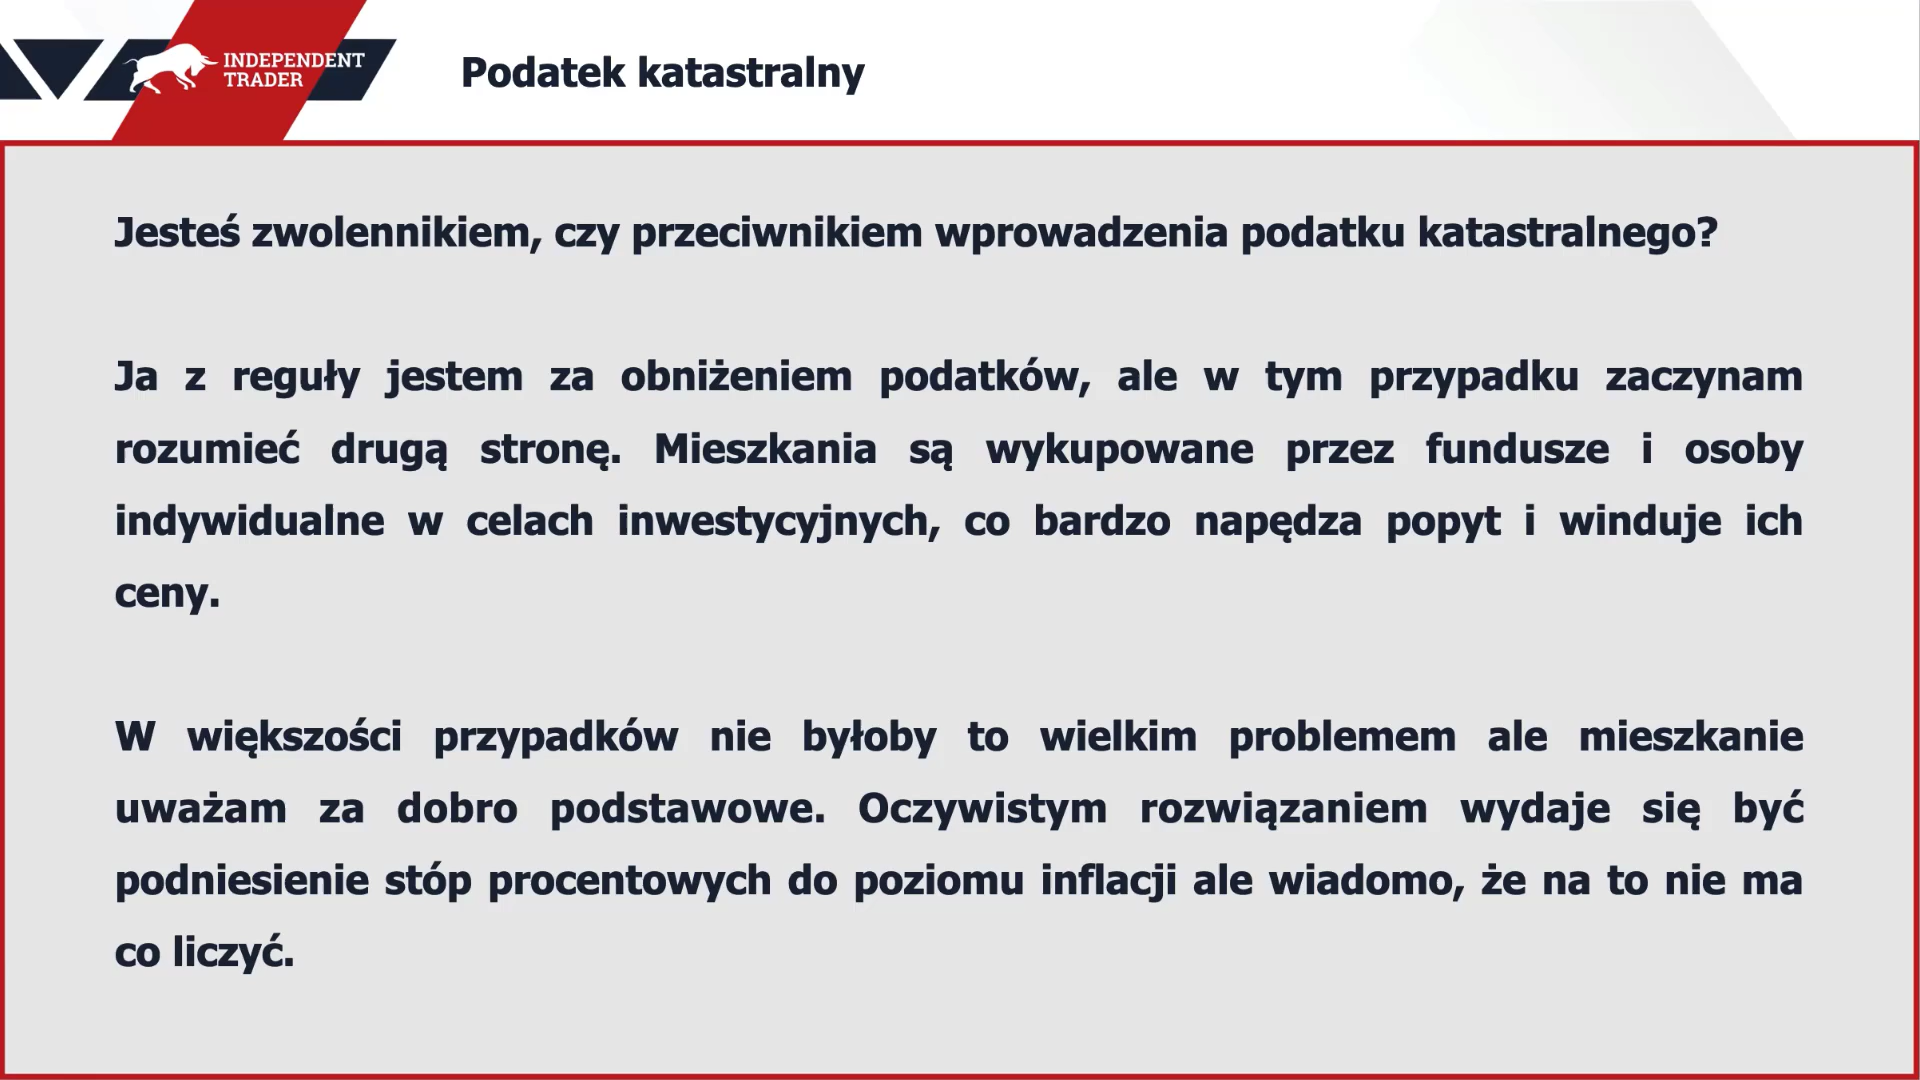 INDEPENDENT
TRADER
Podatek katastralny
Jesteś zwolennikiem, czy przeciwnikiem wprowadzenia podatku katastralnego?
Ja z reguły jestem za obniżeniem podatków, ale w tym przypadku zaczynam
rozumieć drugą stronę. Mieszkania są wykupowane przez fundusze i osoby
indywidualne w celach inwestycyjnych, co bardzo napędza popyt i winduje ich
ceny.
W większości przypadków nie byłoby to wielkim problemem ale mieszkanie
uważam za dobro podstawowe. Oczywistym rozwiązaniem wydaje się być
podniesienie stóp procentowych do poziomu inflacji ale wiadomo, że na to nie ma
co liczyć.